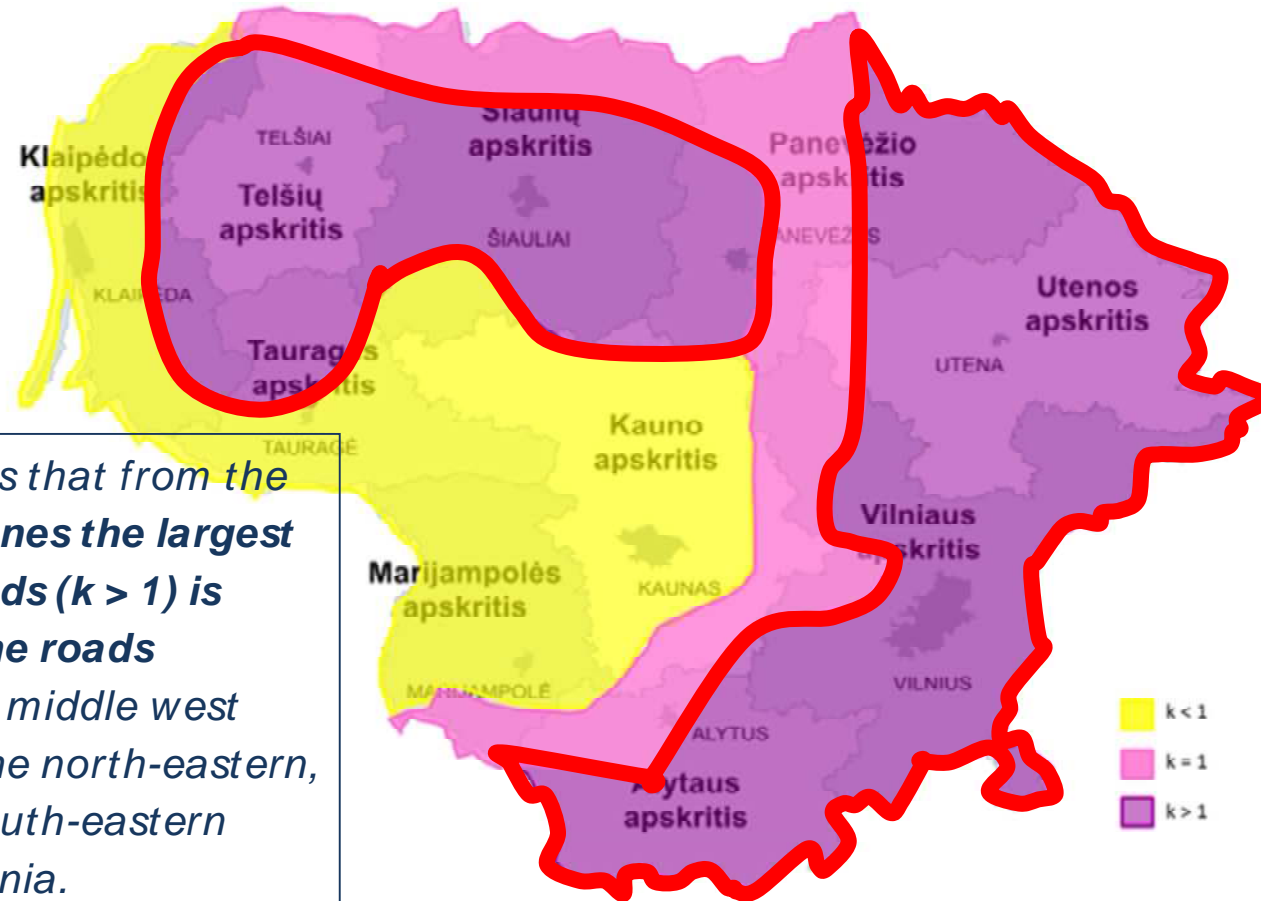 Šiaulių
apskritis
Klaipėdos
apskritis
TELŠIAI
Telšių
apskritis
Panevėžio
apskritis
ŠIAULIAI
PANEVĖŽYS
KLAIPĖDA
Utenos
apskritis
Tauragės
apskritis
UTENA
Kauno
apskritis
TAURAGĖ
s that from the
nes the largest
ds (k > 1) is
ne roads
middle west
he north-eastern,
uth-eastern
nia.
Vilniaus
apskritis
Marijampolės
apskritis
KAUNAS
MARIJAMPOLĖ
VILNIUS
ALYTUS
Alytaus
apskritis
k < 1
k = 1
k > 1